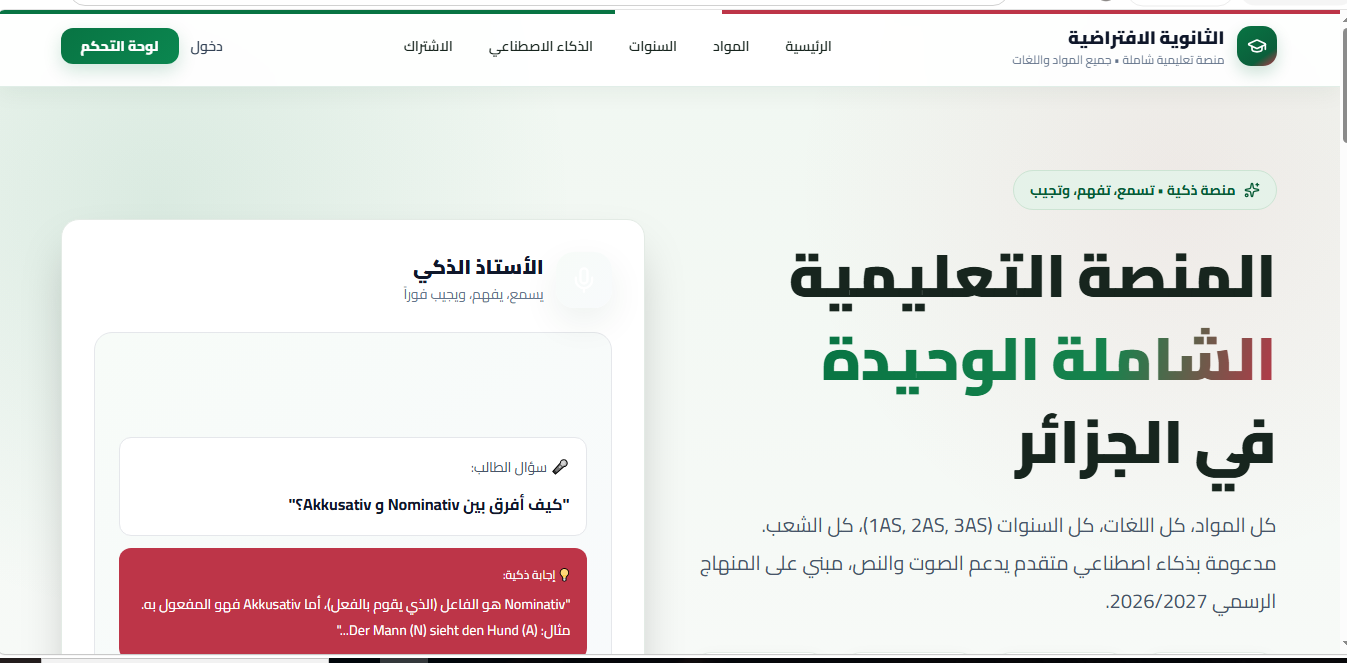 الثانوية الافتراضية
منصة تعليمية شاملة • جميع المواد واللغات
الرئيسية
المواد
السنوات
الذكاء الاصطناعي
الاشتراك
دخول
لوحة التحكم
منصة ذكية • تسمع، تفهم، وتجيب
المنصة التعليمية
الشاملة الوحيدة
في الجزائر
كل المواد، كل اللغات، كل السنوات (1AS, 2AS, 3AS)، كل الشعب.
مدعومة بذكاء اصطناعي متقدم يدعم الصوت والنص، مبني على المنهاج
الرسمي 2026/2027.
الأستاذ الذكي
يسمع، يفهم، ويجيب فوراً
🎤 سؤال الطالب:
"كيف أفرق بين Nominativ و Akkusativ؟"
💡 إجابة ذكية:
"Nominativ هو الفاعل (الذي يقوم بالفعل)، أما Akkusativ فهو المفعول به.
مثال: Der Mann (N) sieht den Hund (A)..."